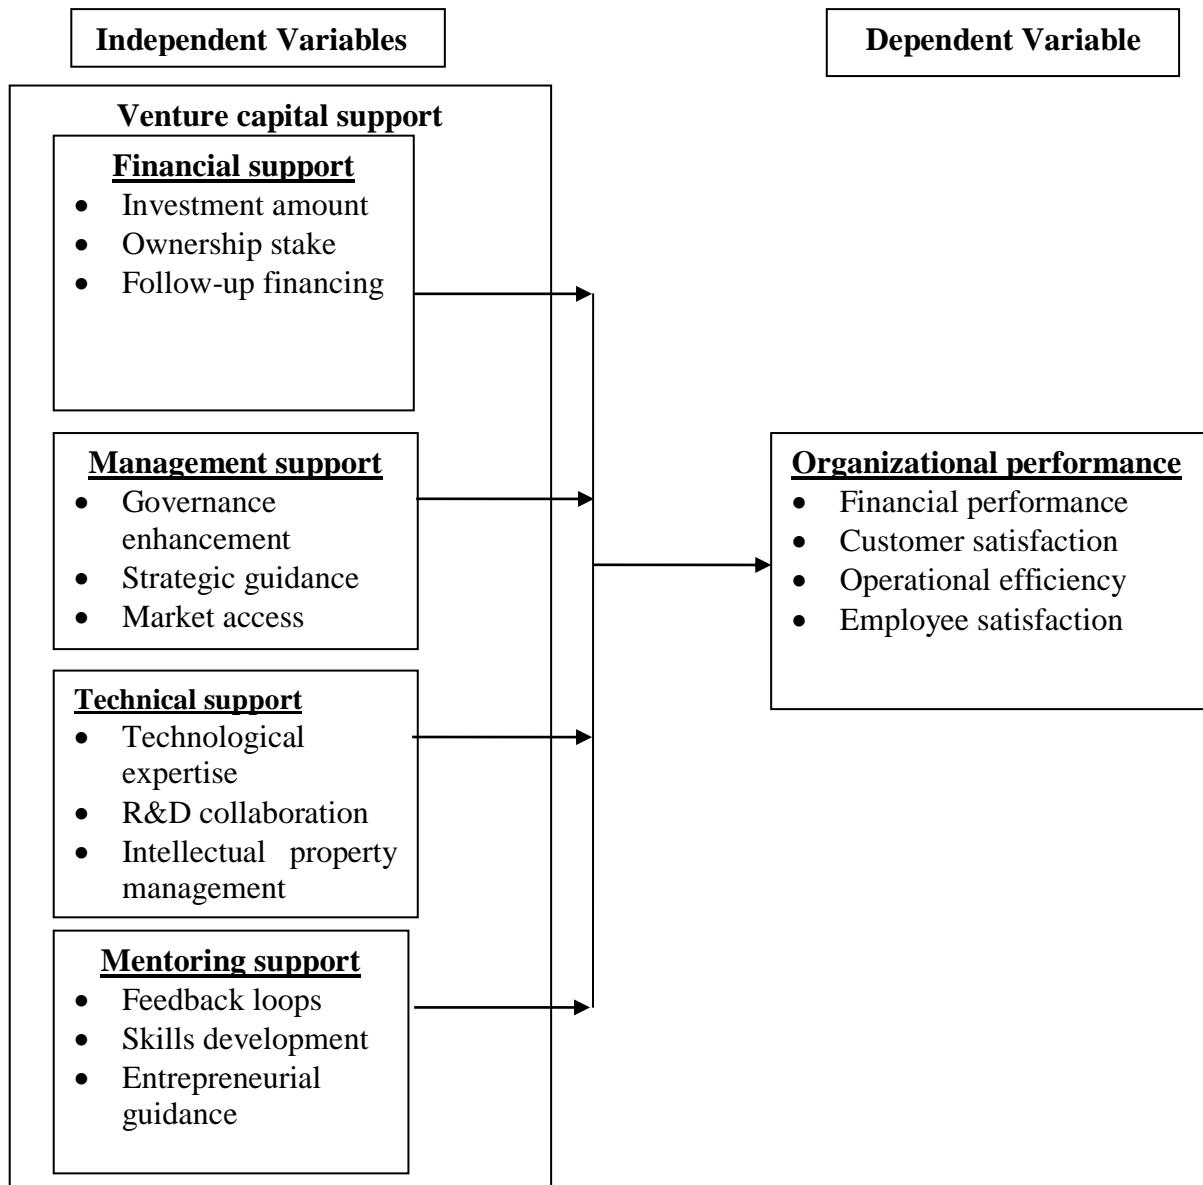 Independent Variables
Dependent Variable
Venture capital support
Financial support
• Investment amount
• Ownership stake
• Follow-up financing
Management support
• Governance
enhancement
• Strategic guidance
• Market access
Technical support
• Technological
expertise
• R&D collaboration
• Intellectual property
management
Mentoring support
• Feedback loops
• Skills development
• Entrepreneurial
guidance
Organizational performance
• Financial performance
• Customer satisfaction
• Operational efficiency
• Employee satisfaction